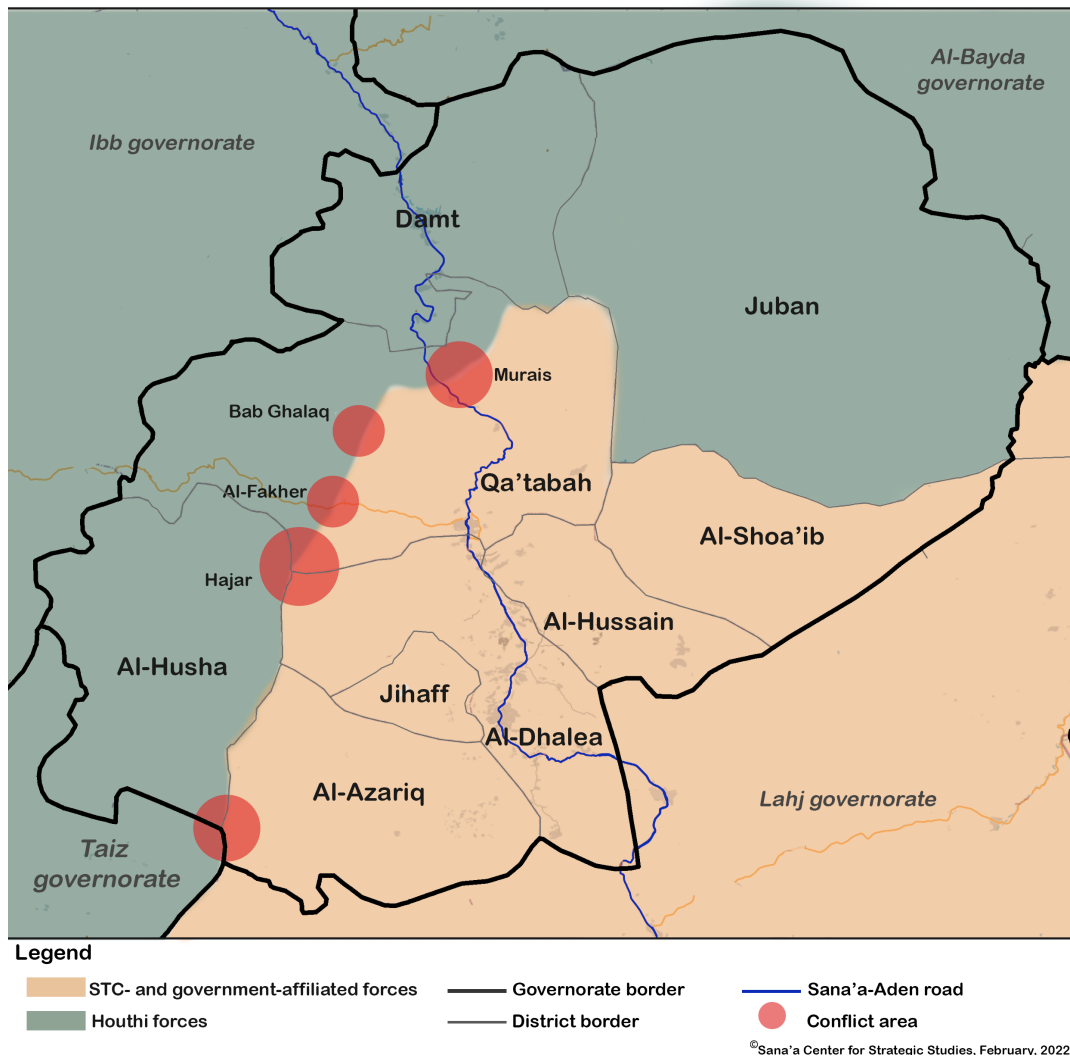 Al-Bayda
governorate
Ibb governorate
Damt
Juban
Murais
Bab Ghalaq
Qa'tabah
Al-Fakher
Al-Shoa'ib
Hajar
Al-Hussain
Al-Husha
Jihaff
Al-Dhalea
Al-Azariq
Lahj governorate
Taiz
governorate
Legend
STC- and government-affiliated forces
Governorate border
Sana'a-Aden road
Houthi forces
District border
Conflict area
©Sana'a Center for Strategic Studies, February, 2022